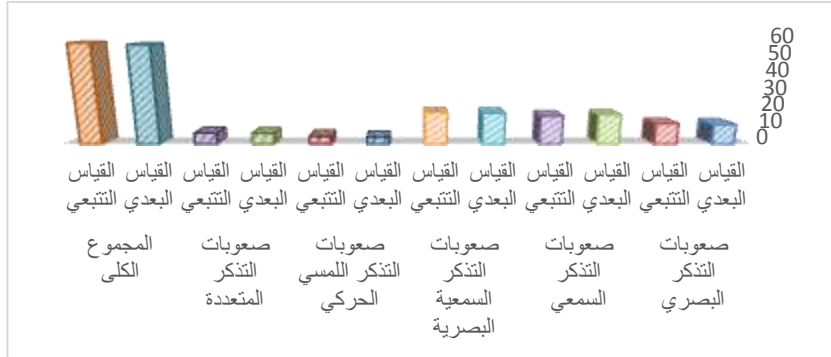 60
50
40
30
20
10
0
القياس القياس القياس القياس القياس القياس القياس القياس القياس القياس القياس القياس
البعدي التتبعي البعدي التتبعي البعدي التتبعي البعدي التتبعي البعدي التتبعي البعدي التتبعي
صعوبات صعوبات صعوبات صعوبات صعوبات المجموع
التذكر التذكر التذكر التذكر اللمسي التذكر الكلى
البصري السمعي السمعية الحركي المتعددة
البصرية